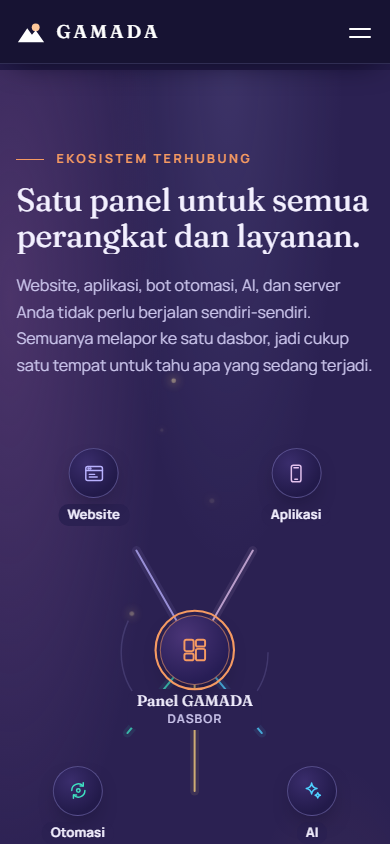 GAMADA
EKOSISTEM TERHUBUNG
Satu panel untuk semua
perangkat dan layanan.
Website, aplikasi, bot otomasi, AI, dan server
Anda tidak perlu berjalan sendiri-sendiri.
Semuanya melapor ke satu dasbor, jadi cukup
satu tempat untuk tahu apa yang sedang terjadi.
Website
Aplikasi
Panel GAMADA
DASBOR
Otomasi
AI